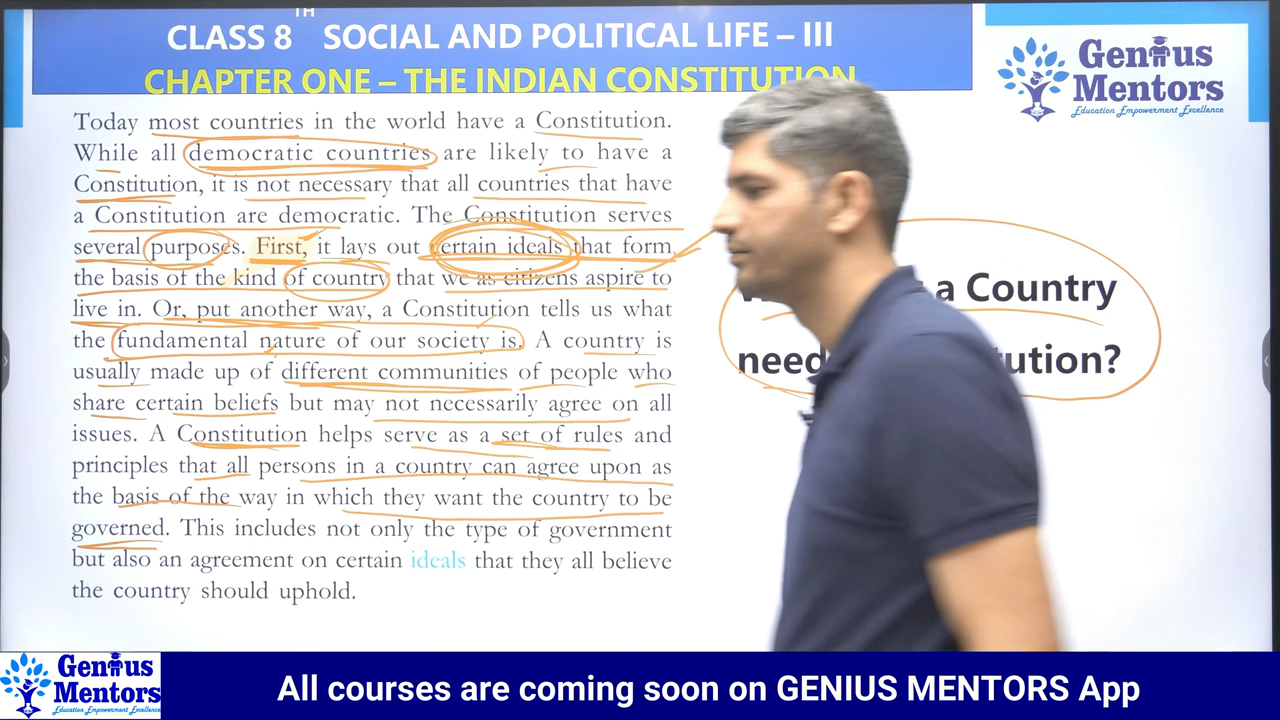 TH
CLASS 8 SOCIAL AND POLITICAL LIFE – III
CHAPTER ONE – THE INDIAN CONSTITUTION
Genius
Mentors
Education Empowerment Excellence
Today most countries in the world have a Constitution.
While all democratic countries are likely to have a
Constitution, it is not necessary that all countries that have
a Constitution are democratic. The Constitution serves
several purposes. First, it lays out certain ideals that form
the basis of the kind of country that we as citizens aspire to
live in. Or, put another way, a Constitution tells us what
the fundamental nature of our society is. A country is
usually made up of different communities of people who
share certain beliefs but may not necessarily agree on all
issues. A Constitution helps serve as a set of rules and
principles that all persons in a country can agree upon as
the basis of the way in which they want the country to be
governed. This includes not only the type of government
but also an agreement on certain ideals that they all believe
the country should uphold.
a Country
need
Genius
Mentors
Education Empowerment Excellence
All courses are coming soon on GENIUS MENTORS App